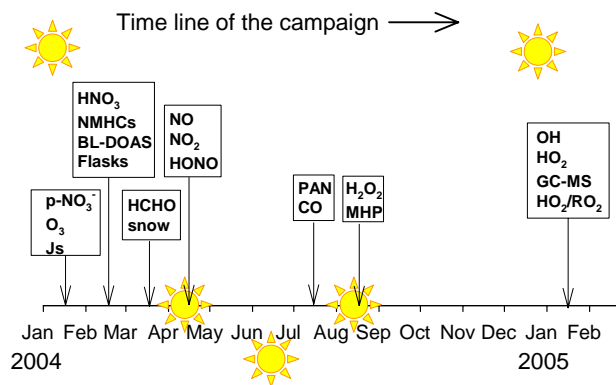 Time line of the campaign
HNO₃
NMHCs
BL-DOAS
Flasks
NO
NO₂
HONO
OH
HO₂
GC-MS
HO₂/RO₂
p-NO₃⁻
O₃
Js
HCHO
snow
PAN
CO
H₂O₂
MHP
Jan Feb Mar Apr May Jun Jul Aug Sep Oct Nov Dec Jan Feb
2004 2005